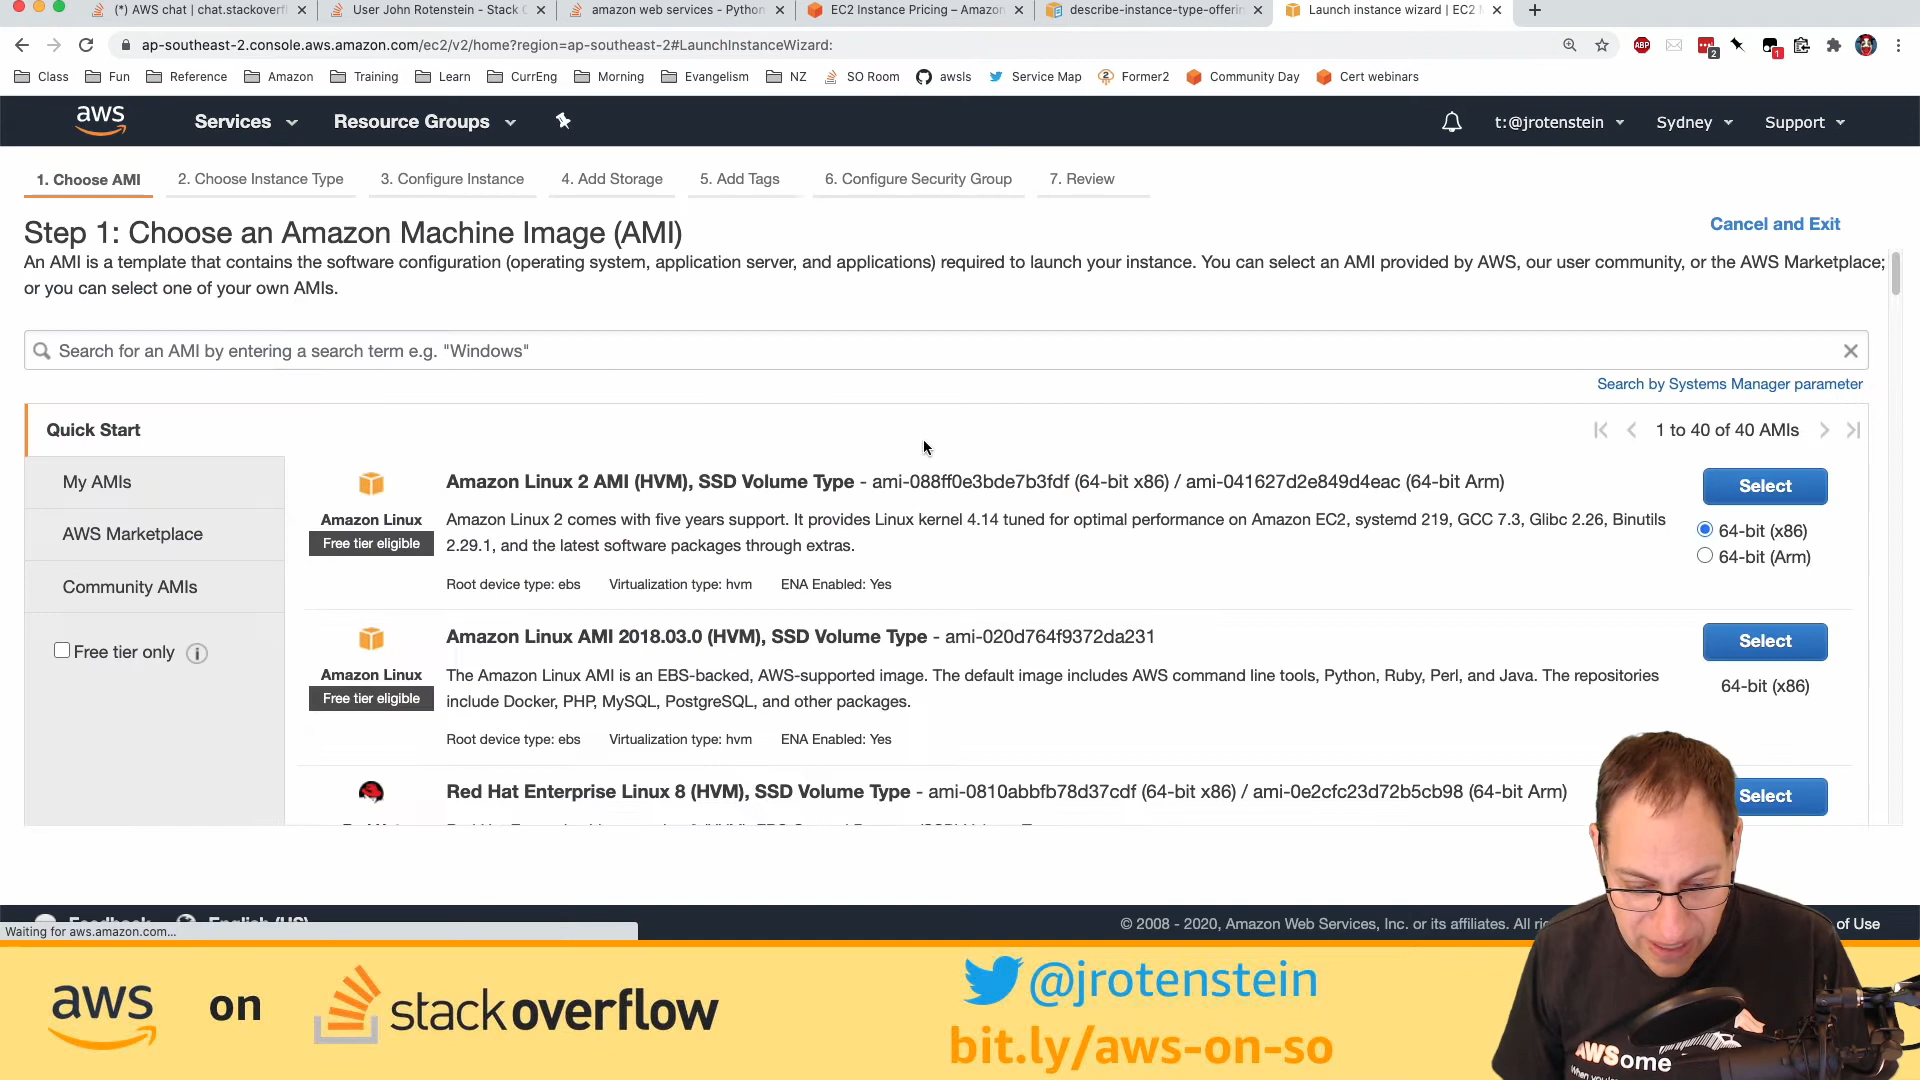 (*) AWS chat | chat.stackoverfl
User John Rotenstein - Stack O
amazon web services - Python
EC2 Instance Pricing – Amazon
describe-instance-type-offerin
Launch instance wizard | EC2 M
ap-southeast-2.console.aws.amazon.com/ec2/v2/home?region=ap-southeast-2#LaunchInstanceWizard:
ABP
2
1
Class
Fun
Reference
Amazon
Training
Learn
CurrEng
Morning
Evangelism
NZ
SO Room
awsls
Service Map
Former2
Community Day
Cert webinars
aws
Services
Resource Groups
t:@jrotenstein
Sydney
Support
1. Choose AMI
2. Choose Instance Type
3. Configure Instance
4. Add Storage
5. Add Tags
6. Configure Security Group
7. Review
Step 1: Choose an Amazon Machine Image (AMI)
Cancel and Exit
An AMI is a template that contains the software configuration (operating system, application server, and applications) required to launch your instance. You can select an AMI provided by AWS, our user community, or the AWS Marketplace;
or you can select one of your own AMIs.
Search for an AMI by entering a search term e.g. "Windows"
Search by Systems Manager parameter
Quick Start
1 to 40 of 40 AMIs
My AMIs
AWS Marketplace
Community AMIs
Free tier only
Amazon Linux
Free tier eligible
Amazon Linux 2 AMI (HVM), SSD Volume Type - ami-088ff0e3bde7b3fdf (64-bit x86) / ami-041627d2e849d4eac (64-bit Arm)
Amazon Linux 2 comes with five years support. It provides Linux kernel 4.14 tuned for optimal performance on Amazon EC2, systemd 219, GCC 7.3, Glibc 2.26, Binutils
2.29.1, and the latest software packages through extras.
Root device type: ebs Virtualization type: hvm ENA Enabled: Yes
Select
64-bit (x86)
64-bit (Arm)
Amazon Linux
Free tier eligible
Amazon Linux AMI 2018.03.0 (HVM), SSD Volume Type - ami-020d764f9372da231
The Amazon Linux AMI is an EBS-backed, AWS-supported image. The default image includes AWS command line tools, Python, Ruby, Perl, and Java. The repositories
include Docker, PHP, MySQL, PostgreSQL, and other packages.
Root device type: ebs Virtualization type: hvm ENA Enabled: Yes
Select
64-bit (x86)
Red Hat Enterprise Linux 8 (HVM), SSD Volume Type - ami-0810abbfb78d37cdf (64-bit x86) / ami-0e2cfc23d72b5cb98 (64-bit Arm)
Select
Feedback
English (US)
© 2008 - 2020, Amazon Web Services, Inc. or its affiliates. All ri
of Use
Waiting for aws.amazon.com...
aws on stackoverflow
@jrotenstein
bit.ly/aws-on-so
AWSome